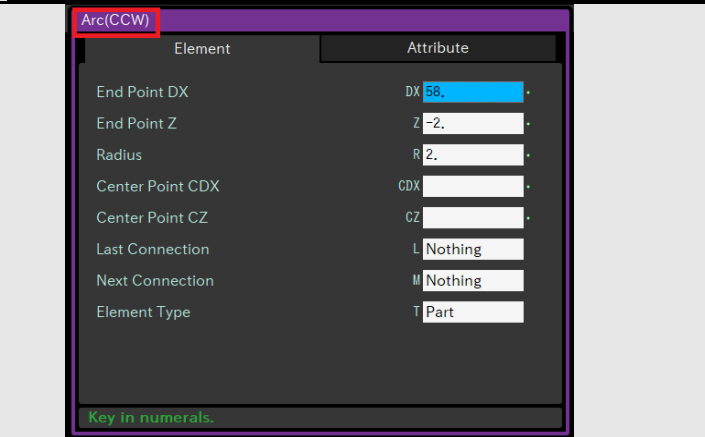 Arc(CCW)
Element Attribute
End Point DX DX 58.
End Point Z Z -2.
Radius R 2.
Center Point CDX CDX
Center Point CZ CZ
Last Connection L Nothing
Next Connection M Nothing
Element Type T Part
Key in numerals.